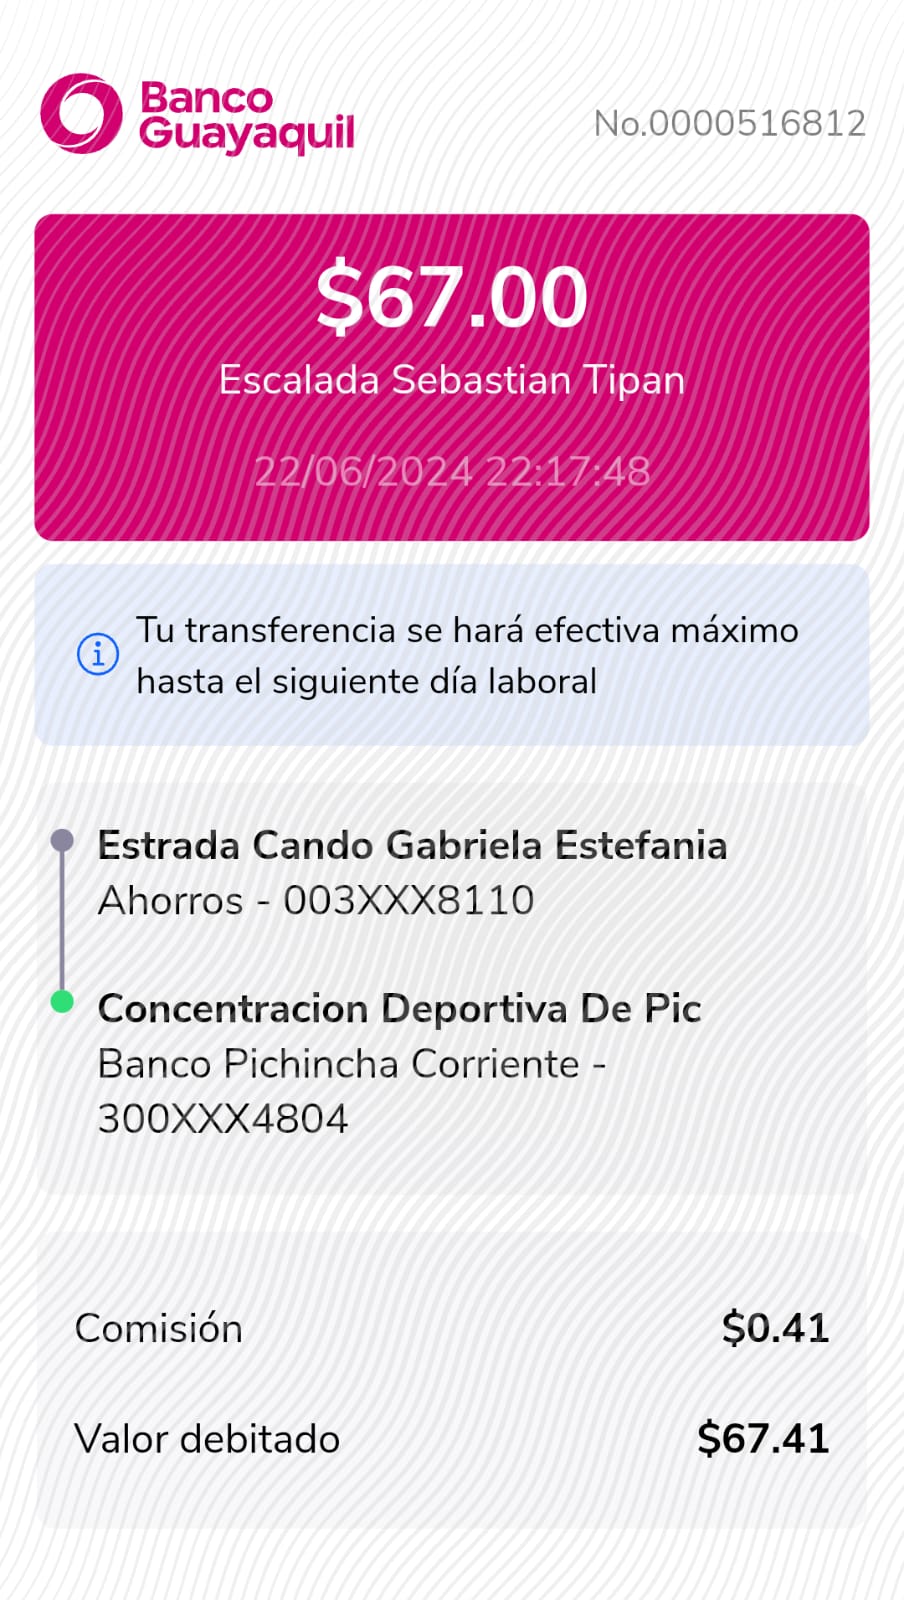 Banco
Guayaquil
No.0000516812
$67.00
Escalada Sebastian Tipan
22/06/2024 22:17:48
Tu transferencia se hará efectiva máximo
hasta el siguiente día laboral
Estrada Cando Gabriela Estefania
Ahorros - 003XXX8110
Concentracion Deportiva De Pic
Banco Pichincha Corriente -
300XXX4804
Comisión $0.41
Valor debitado $67.41